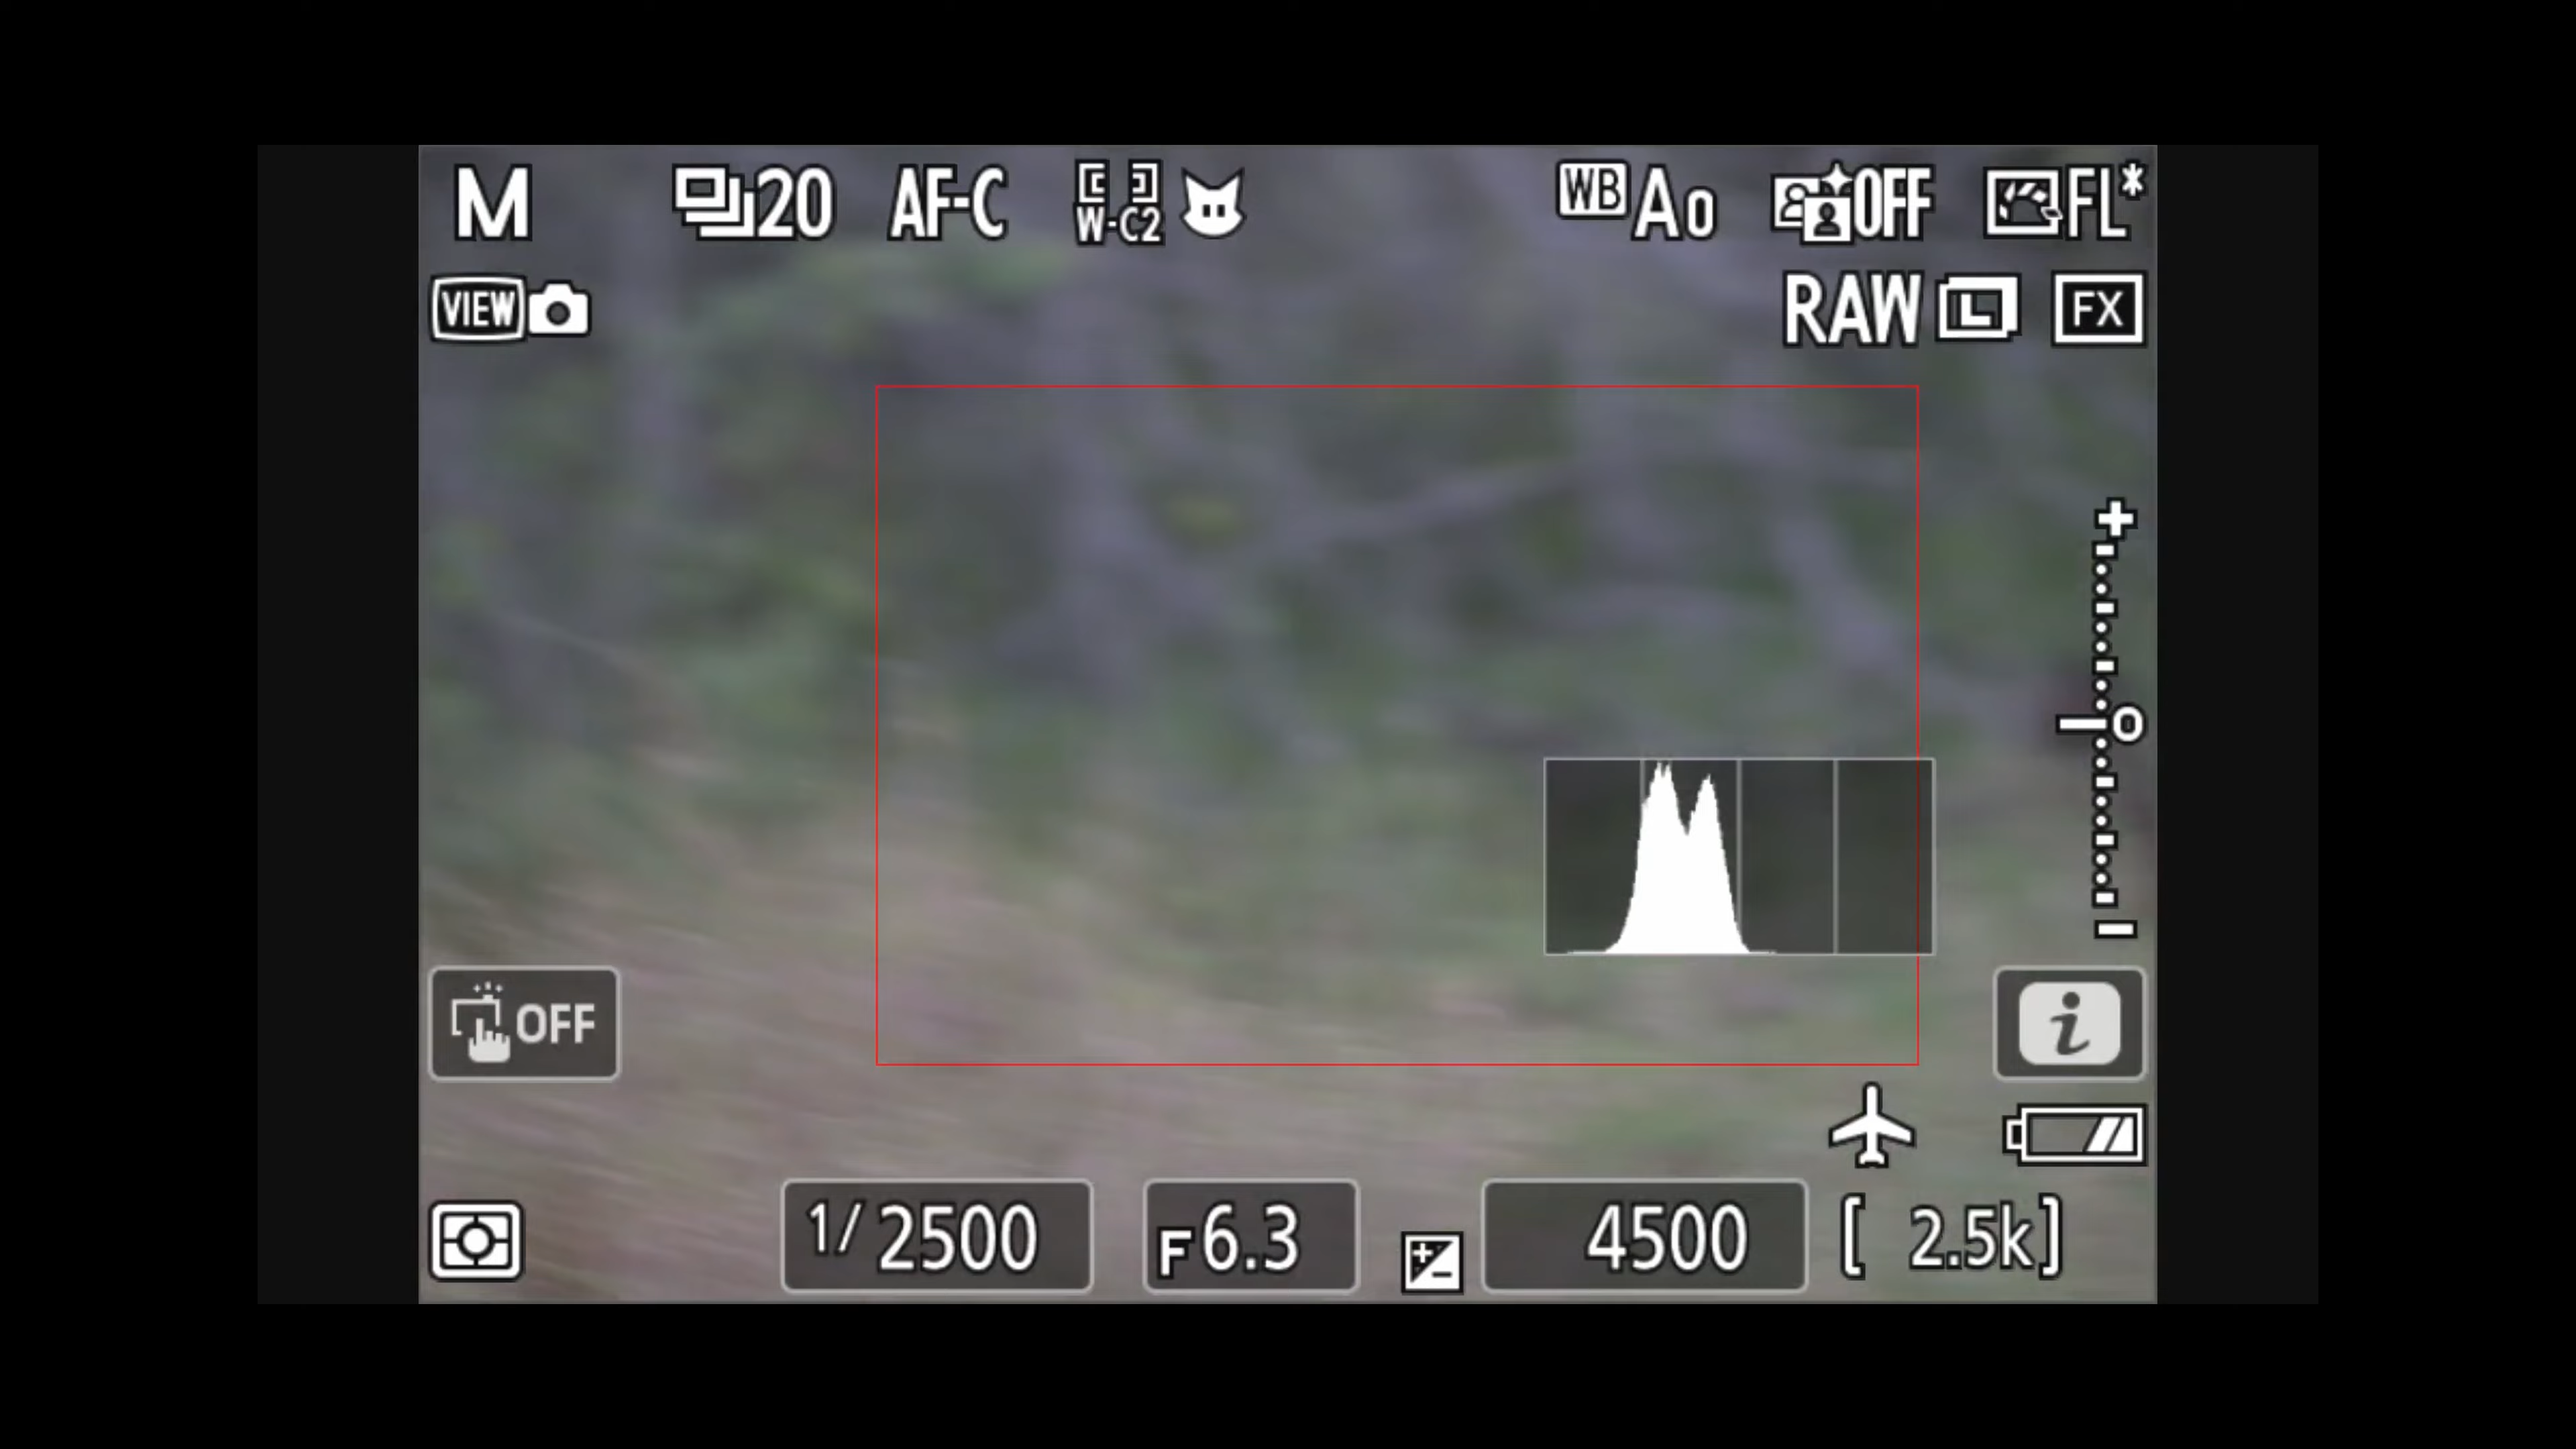 M 20 AF-C W-C2 WB A0 OFF FL*
VIEW RAW L FX
+
0
OFF i
1/2500 F6.3 4500 [ 2.5k]